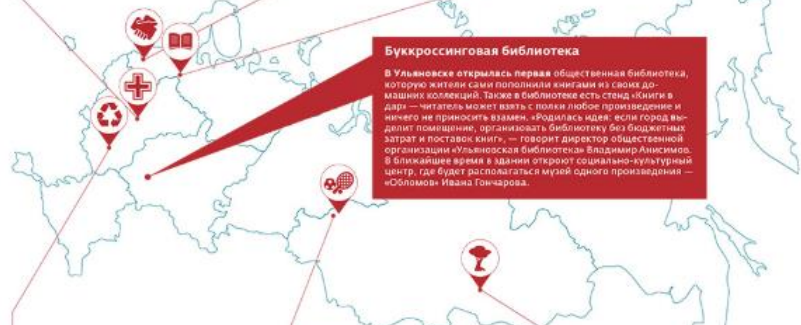 Буккроссинговая библиотека
В Ульяновске открылась первая общественная библиотека,
которую жители сами пополнили книгами из своих до-
машних коллекций. Также в библиотеке есть стенд «Книги в
дар» — читатель может взять с полки любое произведение и
ничего не приносить взамен. «Родилась идея: если город вы-
делит помещение, организовать библиотеку без бюджетных
затрат и поставок книг», — говорит директор общественной
организации «Ульяновская библиотека» Владимир Анисимов.
В ближайшее время в здании откроют социально-культурный
центр, где будет располагаться музей одного произведения —
«Обломов» Ивана Гончарова.